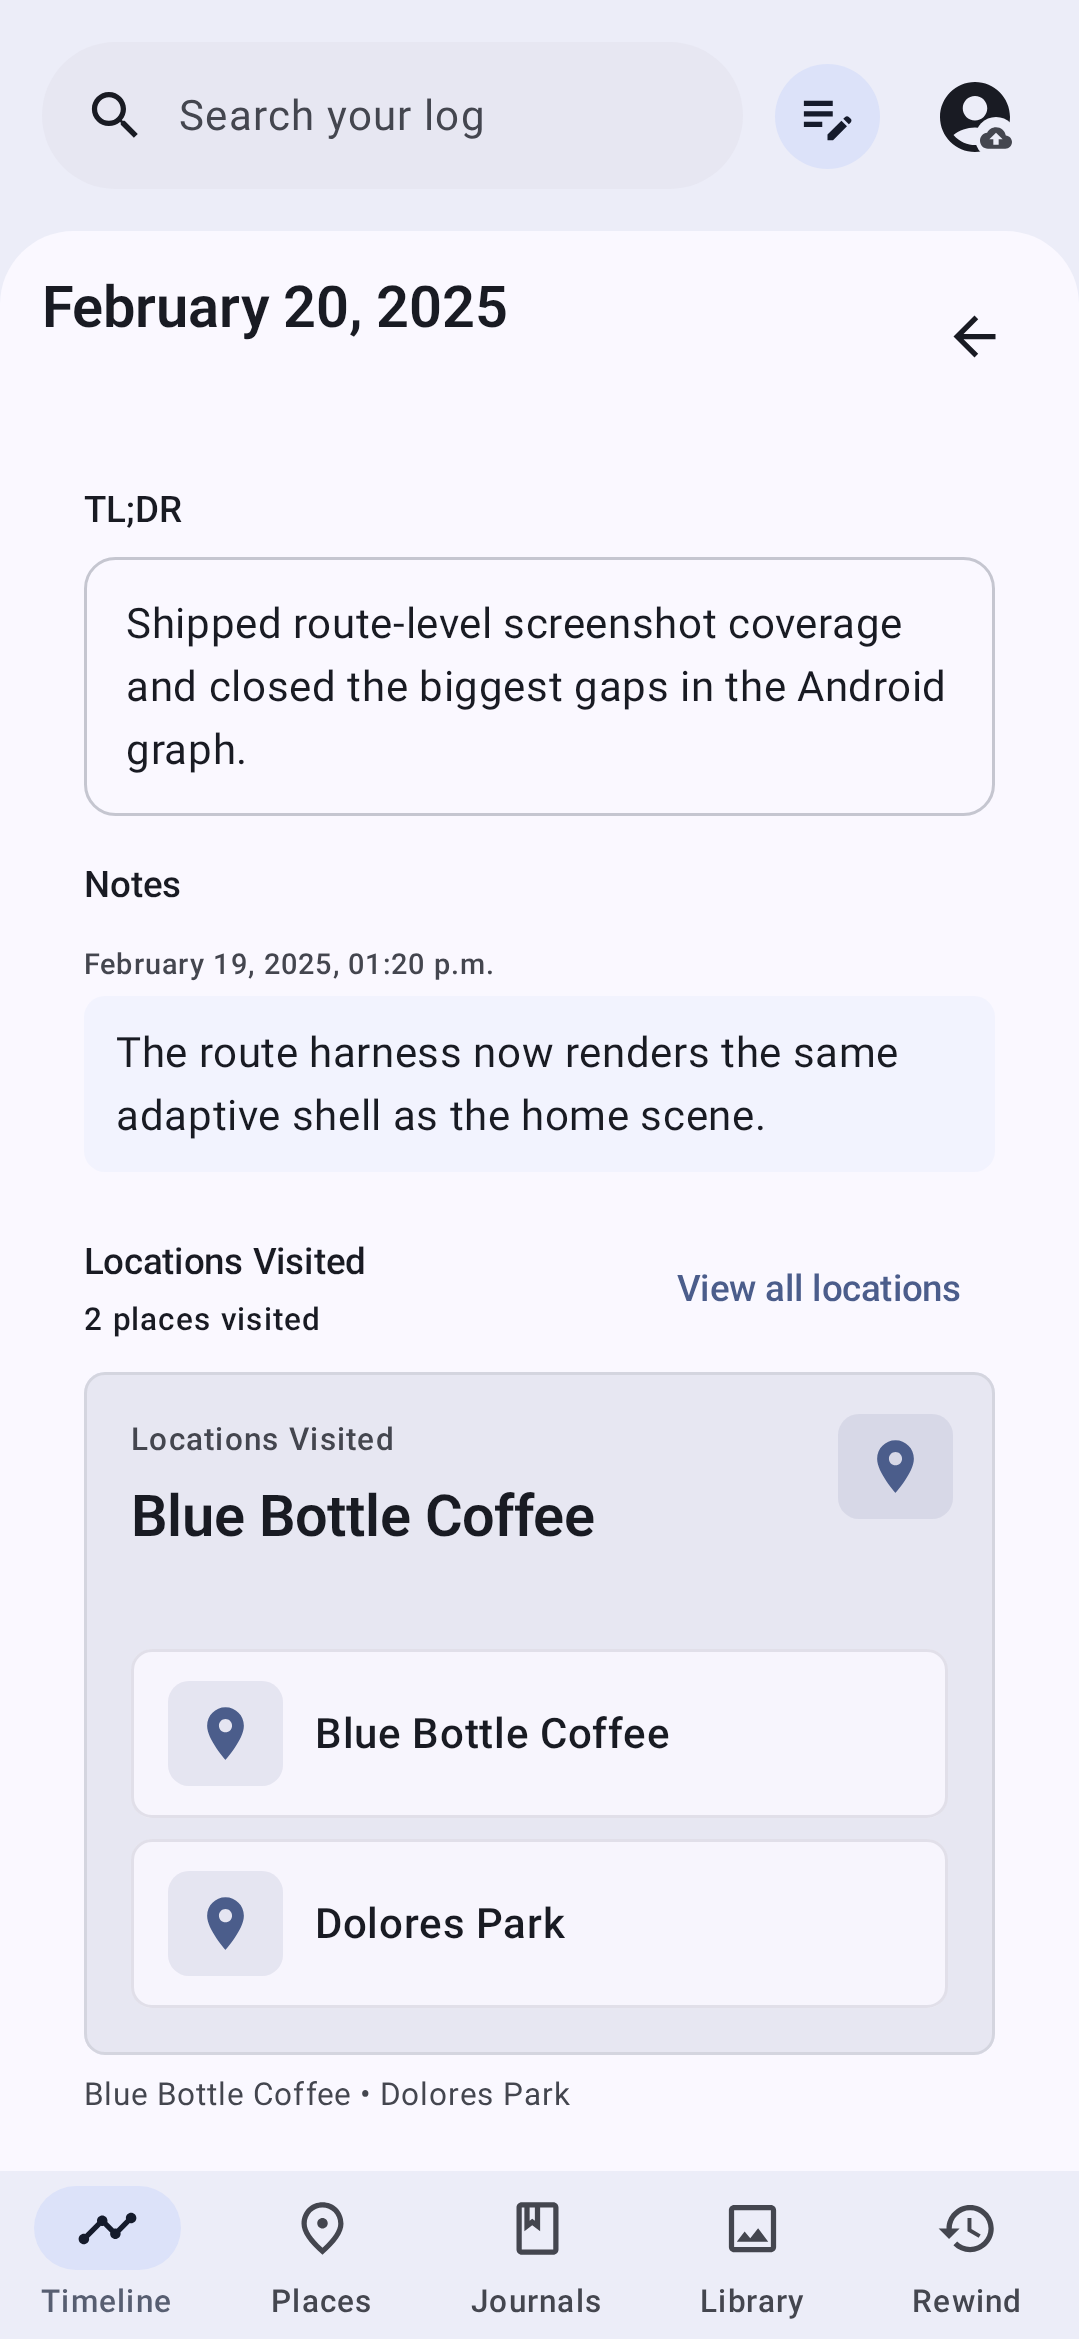 Search your log
February 20, 2025
TL;DR
Shipped route-level screenshot coverage
and closed the biggest gaps in the Android
graph.
Notes
February 19, 2025, 01:20 p.m.
The route harness now renders the same
adaptive shell as the home scene.
Locations Visited
2 places visited
View all locations
Locations Visited
Blue Bottle Coffee
Blue Bottle Coffee
Dolores Park
Blue Bottle Coffee • Dolores Park
Timeline
Places
Journals
Library
Rewind